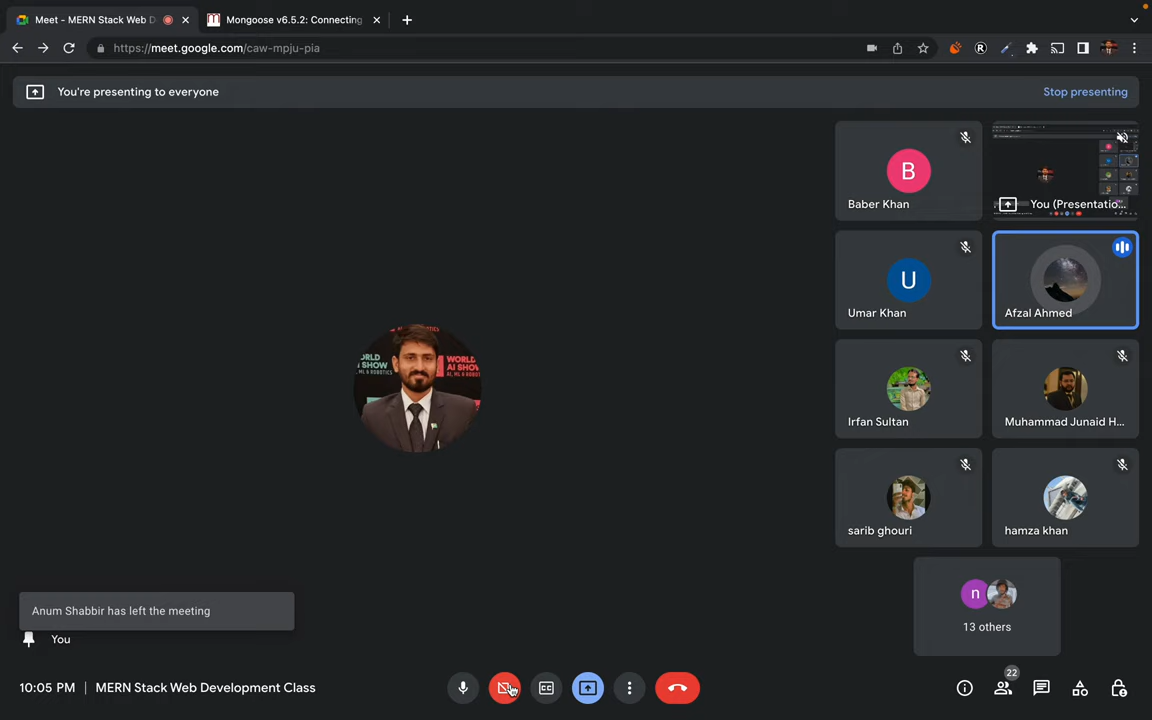 Meet - MERN Stack Web D
Mongoose v6.5.2: Connecting
https://meet.google.com/caw-mpju-pia
You're presenting to everyone
Stop presenting
B
Baber Khan
You (Presentatio...
U
Umar Khan
Afzal Ahmed
Irfan Sultan
Muhammad Junaid H...
sarib ghouri
hamza khan
WORLD
AI SHOW
n
13 others
Anum Shabbir has left the meeting
You
10:05 PM | MERN Stack Web Development Class
22